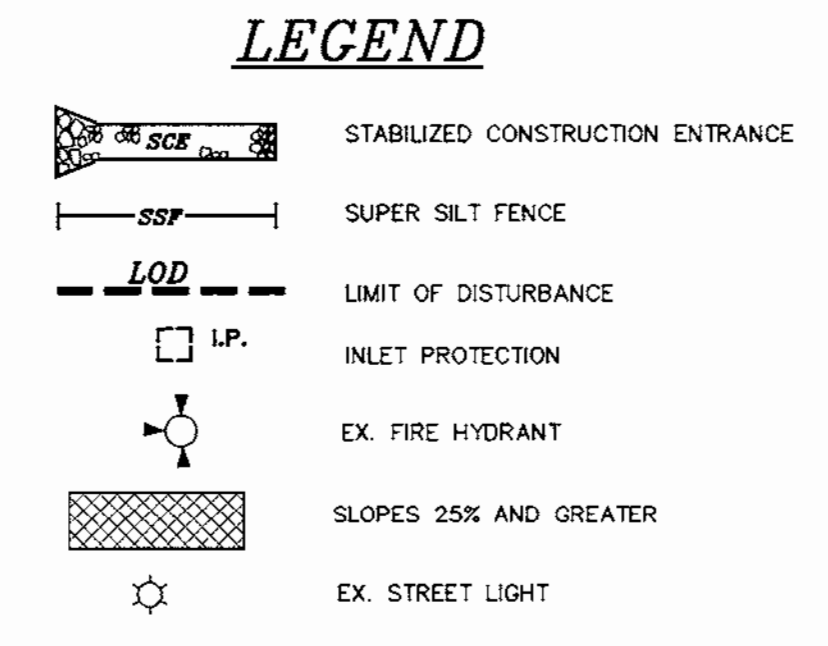 LEGEND
SCE STABILIZED CONSTRUCTION ENTRANCE
SSF SUPER SILT FENCE
LOD
LIMIT OF DISTURBANCE
I.P.
INLET PROTECTION
EX. FIRE HYDRANT
SLOPES 25% AND GREATER
EX. STREET LIGHT